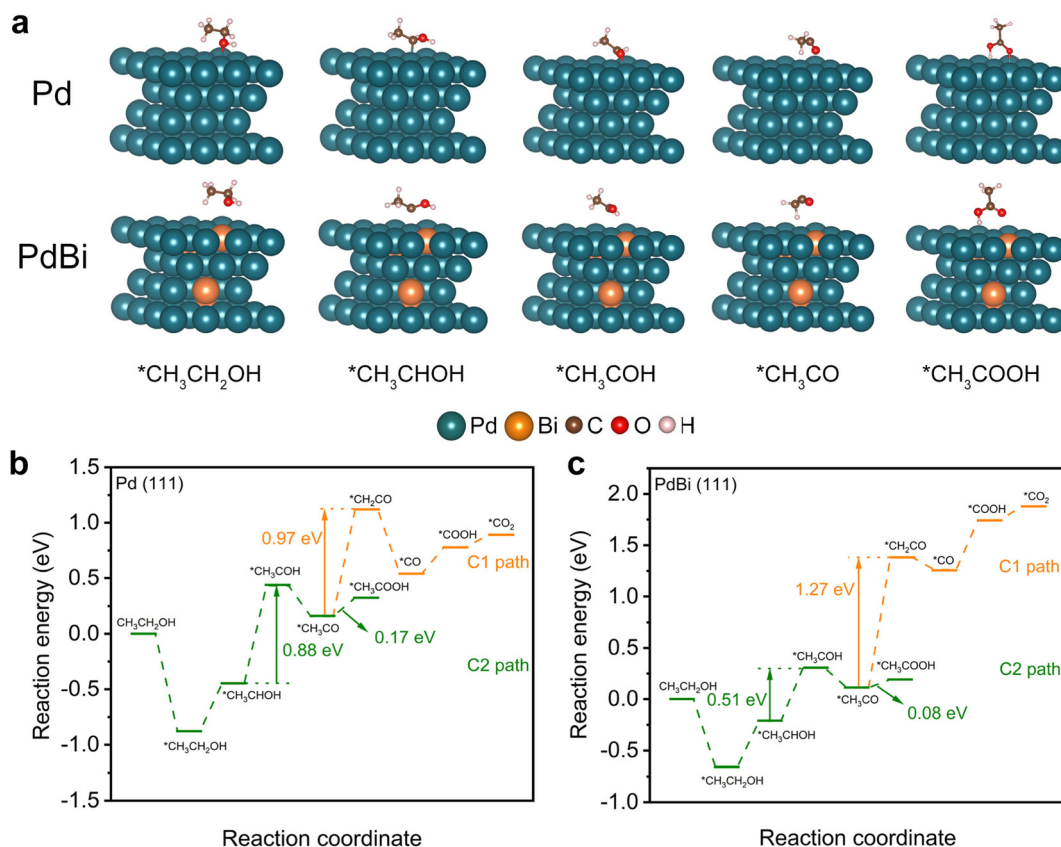 a
Pd
PdBi
*CH₃CH₂OH *CH₃CHOH *CH₃COH *CH₃CO *CH₃COOH
Pd Bi C O H
b
Pd (111)
Reaction energy (eV)
1.5
1.0
0.5
0.0
-0.5
-1.0
-1.5
CH₃CH₂OH
*CH₃CH₂OH
*CH₃CHOH
*CH₃COH
0.88 eV
*CH₃CO
0.97 eV
*CH₂CO
*CO
*COOH
*CO₂
C1 path
*CH₃COOH
0.17 eV
C2 path
Reaction coordinate
c
PdBi (111)
Reaction energy (eV)
2.0
1.5
1.0
0.5
0.0
-0.5
-1.0
CH₃CH₂OH
*CH₃CH₂OH
*CH₃CHOH
0.51 eV
*CH₃COH
*CH₃CO
1.27 eV
*CH₂CO
*CO
*COOH
*CO₂
C1 path
*CH₃COOH
0.08 eV
C2 path
Reaction coordinate